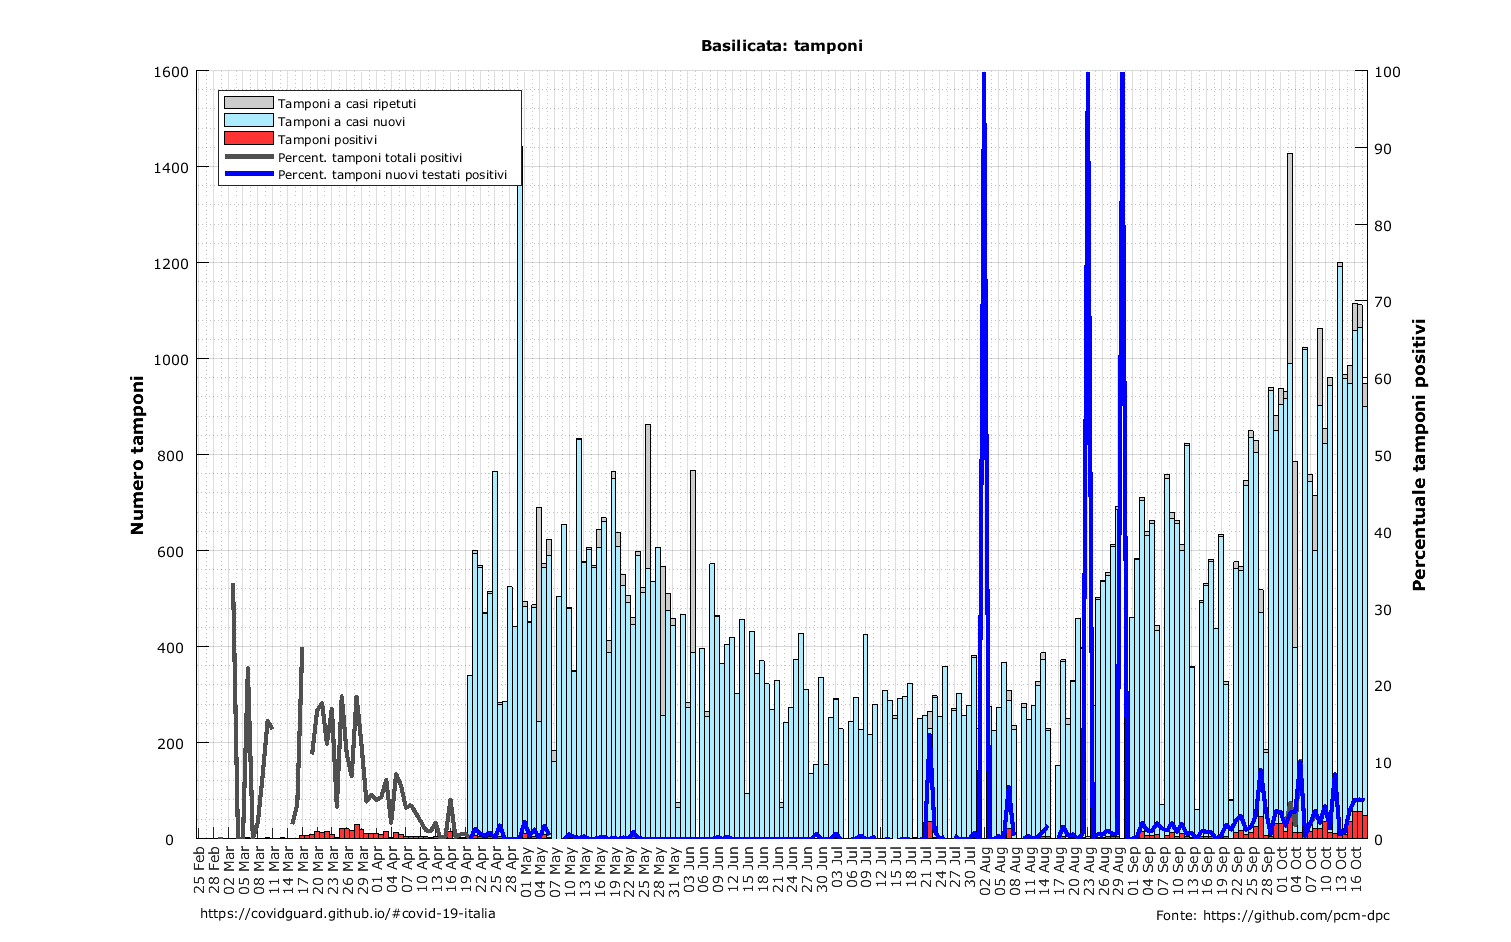 Basilicata: tamponi
Tamponi a casi ripetuti
Tamponi a casi nuovi
Tamponi positivi
Percent. tamponi totali positivi
Percent. tamponi nuovi testati positivi
Numero tamponi
1600
1400
1200
1000
800
600
400
200
0
100
90
80
70
60
50
40
30
20
10
0
Percentuale tamponi positivi
25 Feb
28 Feb
02 Mar
05 Mar
08 Mar
11 Mar
14 Mar
17 Mar
20 Mar
23 Mar
26 Mar
29 Mar
01 Apr
04 Apr
07 Apr
10 Apr
13 Apr
16 Apr
19 Apr
22 Apr
25 Apr
28 Apr
01 May
04 May
07 May
10 May
13 May
16 May
19 May
22 May
25 May
28 May
31 May
03 Jun
06 Jun
09 Jun
12 Jun
15 Jun
18 Jun
21 Jun
24 Jun
27 Jun
30 Jun
03 Jul
06 Jul
09 Jul
12 Jul
15 Jul
18 Jul
21 Jul
24 Jul
27 Jul
30 Jul
02 Aug
05 Aug
08 Aug
11 Aug
14 Aug
17 Aug
20 Aug
23 Aug
26 Aug
29 Aug
01 Sep
04 Sep
07 Sep
10 Sep
13 Sep
16 Sep
19 Sep
22 Sep
25 Sep
28 Sep
01 Oct
04 Oct
07 Oct
10 Oct
13 Oct
16 Oct
https://covidguard.github.io/#covid-19-italia
Fonte: https://github.com/pcm-dpc